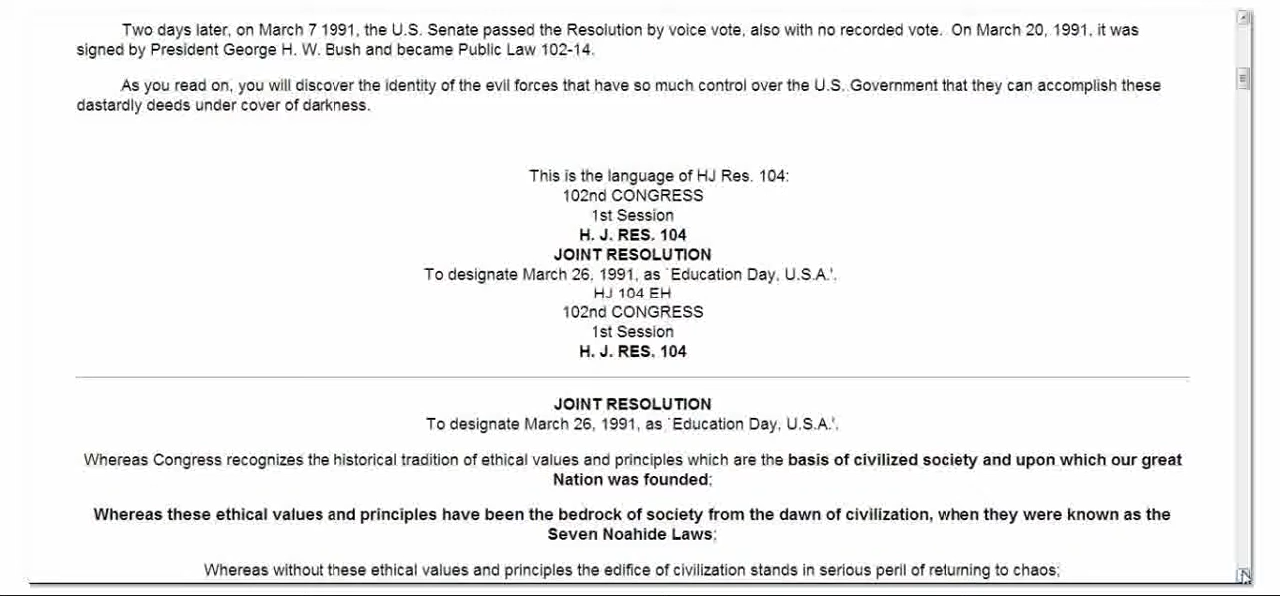 Two days later, on March 7 1991, the U.S. Senate passed the Resolution by voice vote, also with no recorded vote. On March 20, 1991, it was
signed by President George H. W. Bush and became Public Law 102-14.
As you read on, you will discover the identity of the evil forces that have so much control over the U.S. Government that they can accomplish these
dastardly deeds under cover of darkness.
This is the language of HJ Res. 104:
102nd CONGRESS
1st Session
H. J. RES. 104
JOINT RESOLUTION
To designate March 26, 1991, as `Education Day, U.S.A.'.
HJ 104 EH
102nd CONGRESS
1st Session
H. J. RES. 104
JOINT RESOLUTION
To designate March 26, 1991, as `Education Day, U.S.A.'.
Whereas Congress recognizes the historical tradition of ethical values and principles which are the basis of civilized society and upon which our great
Nation was founded;
Whereas these ethical values and principles have been the bedrock of society from the dawn of civilization, when they were known as the
Seven Noahide Laws;
Whereas without these ethical values and principles the edifice of civilization stands in serious peril of returning to chaos;